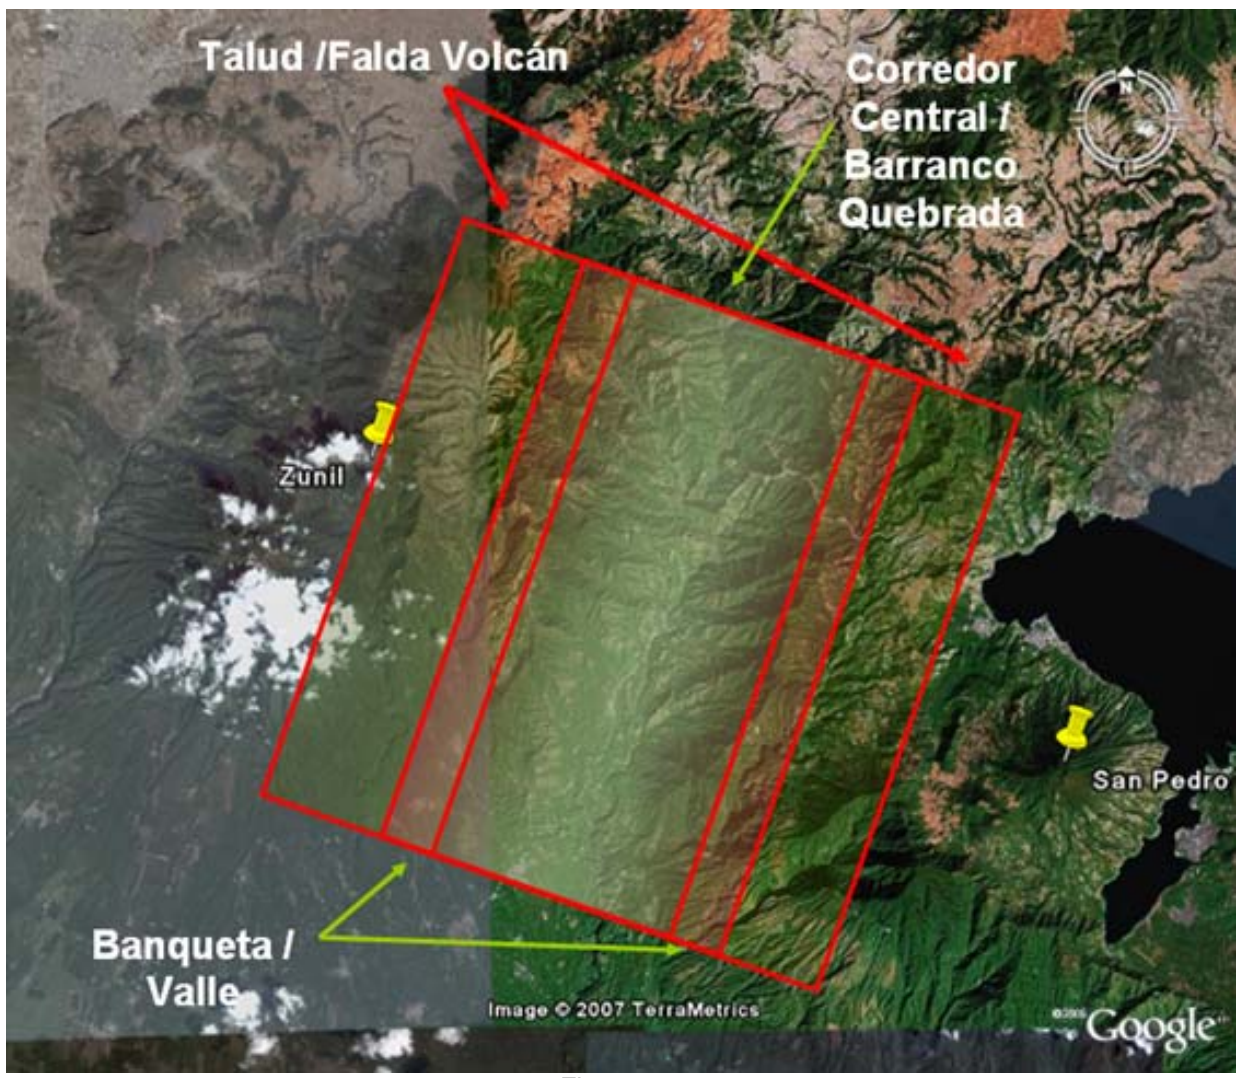 Talud /Falda Volcán
Corredor
Central /
Barranco
Quebrada
N
Zunil
San Pedro
Banqueta /
Valle
Image © 2007 TerraMetrics
Google